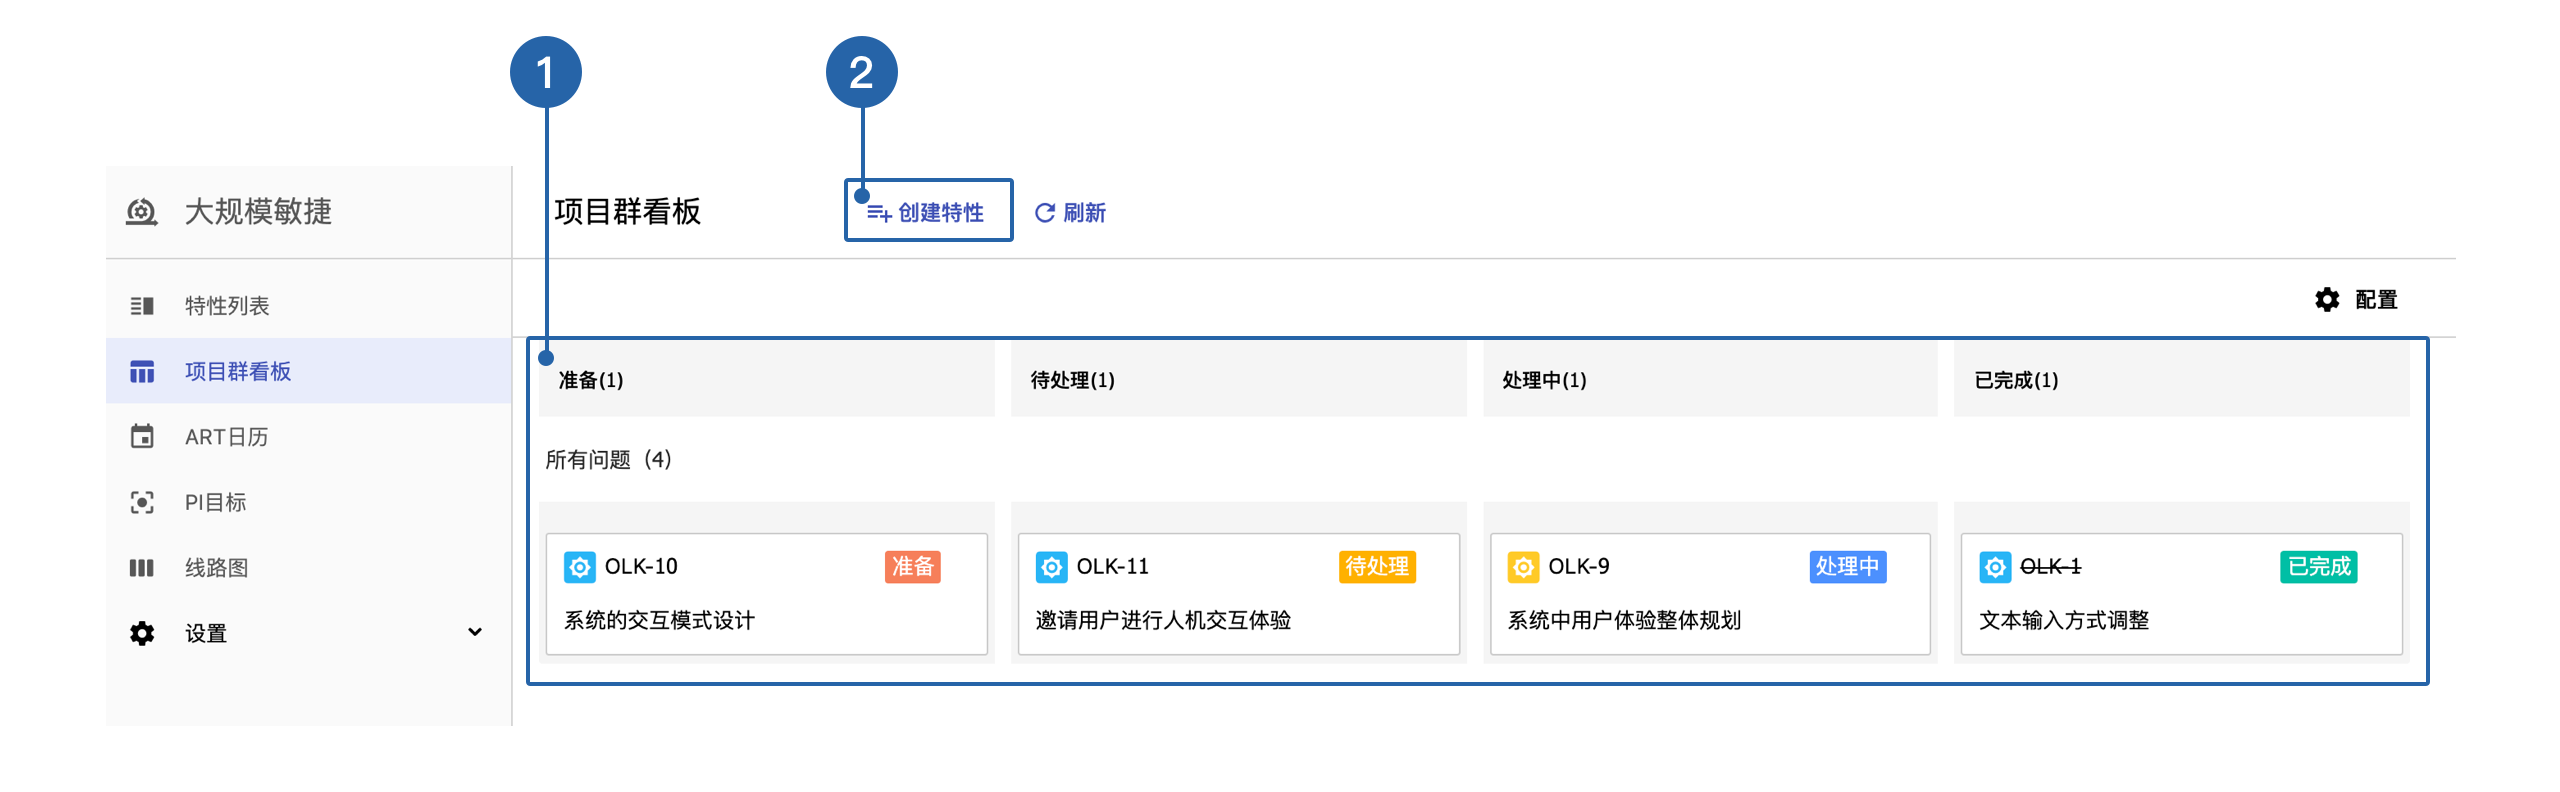 1
2
大规模敏捷
项目群看板
创建特性
刷新
特性列表
项目群看板
ART日历
PI目标
线路图
设置
配置
准备(1)
待处理(1)
处理中(1)
已完成(1)
所有问题（4）
OLK-10
准备
系统的交互模式设计
OLK-11
待处理
邀请用户进行人机交互体验
OLK-9
处理中
系统中用户体验整体规划
OLK-1
已完成
文本输入方式调整